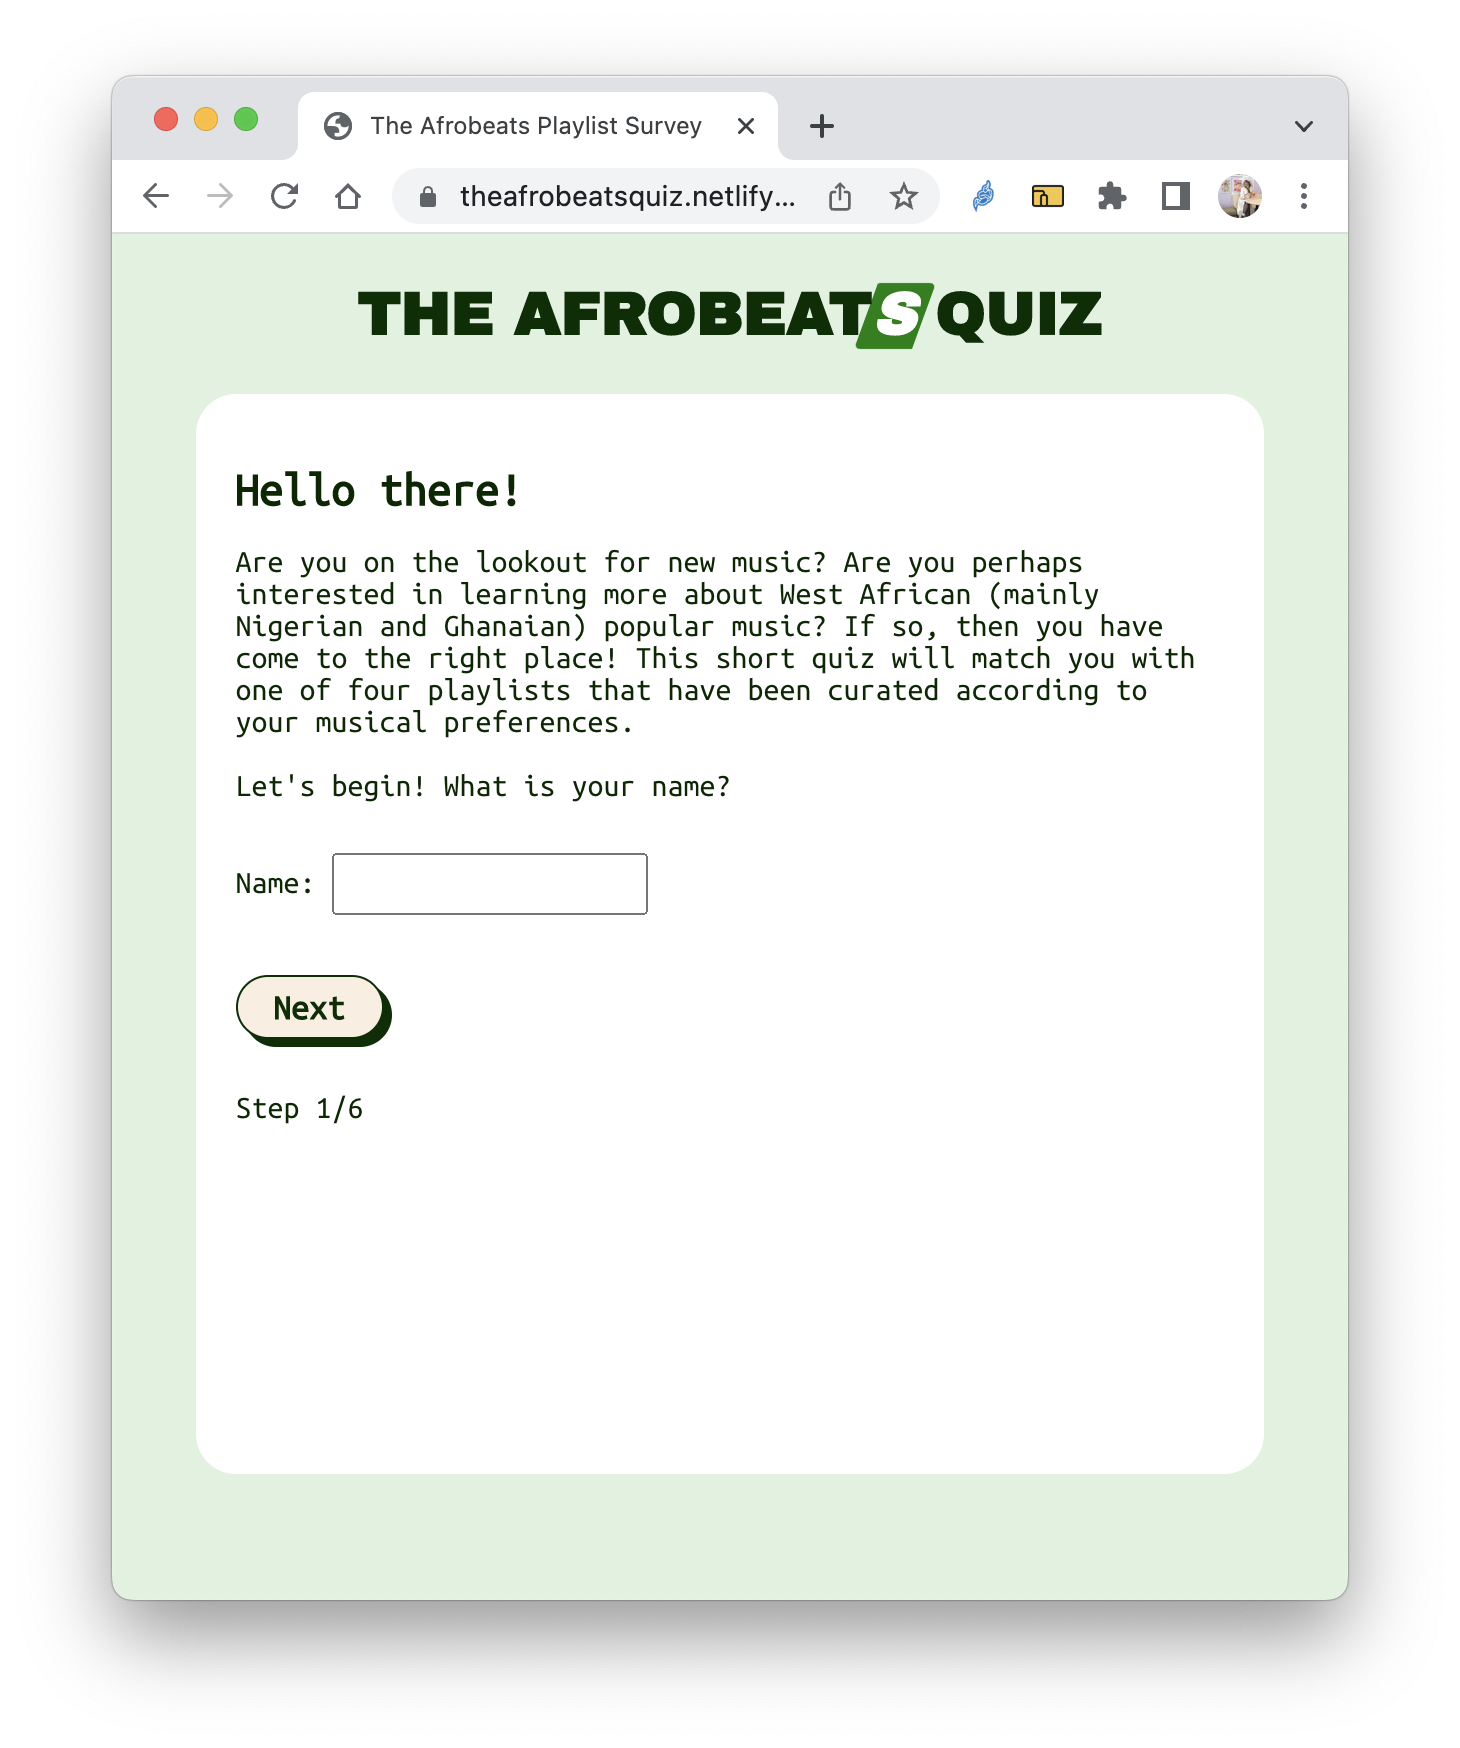 The Afrobeats Playlist Survey
theafrobeatsquiz.netlify...
THE AFROBEATS QUIZ
Hello there!
Are you on the lookout for new music? Are you perhaps
interested in learning more about West African (mainly
Nigerian and Ghanaian) popular music? If so, then you have
come to the right place! This short quiz will match you with
one of four playlists that have been curated according to
your musical preferences.
Let's begin! What is your name?
Name:
Next
Step 1/6